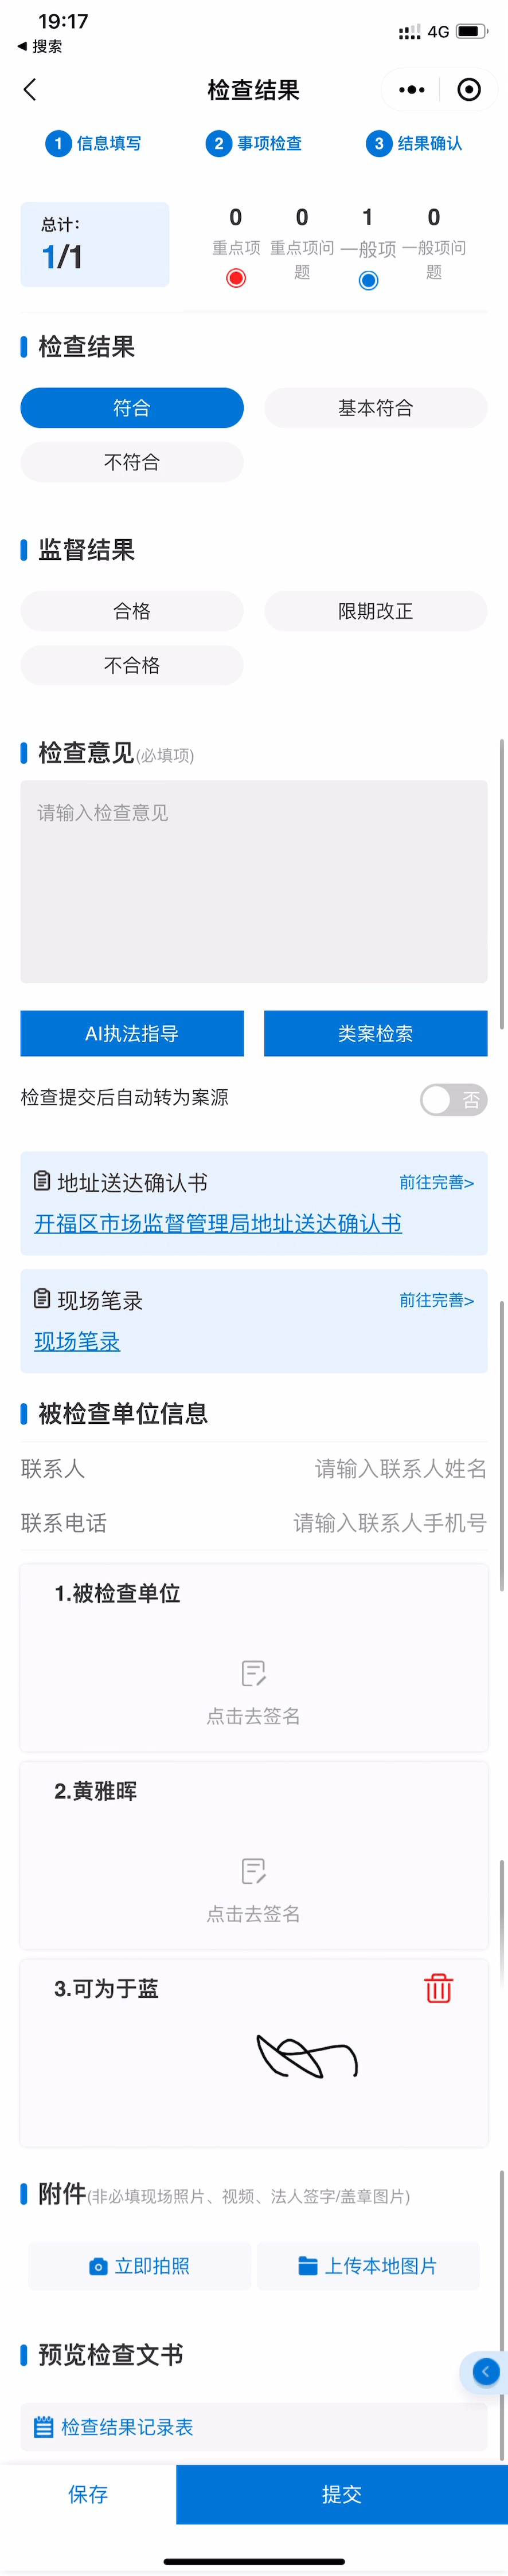 19:17
4G
◀ 搜索
检查结果
1 信息填写
2 事项检查
3 结果确认
总计:
1/1
0 重点项
0 重点项问题
1 一般项
0 一般项问题
检查结果
符合
基本符合
不符合
监督结果
合格
限期改正
不合格
检查意见(必填项)
请输入检查意见
AI执法指导
类案检索
检查提交后自动转为案源
否
地址送达确认书
前往完善>
开福区市场监督管理局地址送达确认书
现场笔录
前往完善>
现场笔录
被检查单位信息
联系人
请输入联系人姓名
联系电话
请输入联系人手机号
1.被检查单位
点击去签名
2.黄雅晖
点击去签名
3.可为于蓝
附件(非必填现场照片、视频、法人签字/盖章图片)
立即拍照
上传本地图片
预览检查文书
检查结果记录表
保存
提交